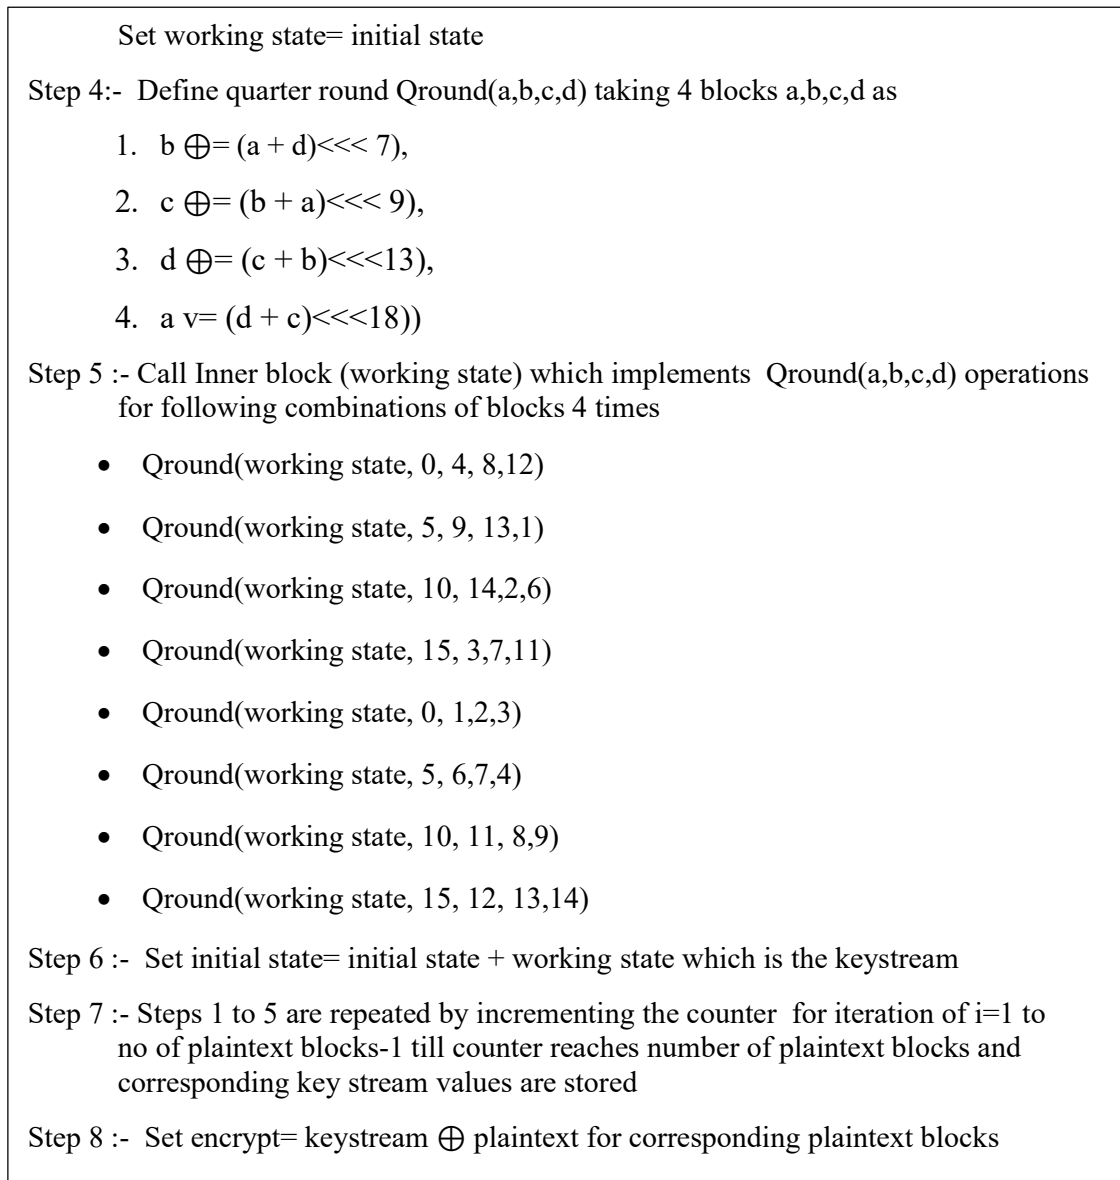 Set working state= initial state
Step 4:- Define quarter round Qround(a,b,c,d) taking 4 blocks a,b,c,d as
1. b ⊕= (a + d)<<< 7),
2. c ⊕= (b + a)<<< 9),
3. d ⊕= (c + b)<<<13),
4. a v= (d + c)<<<18))
Step 5 :- Call Inner block (working state) which implements Qround(a,b,c,d) operations
for following combinations of blocks 4 times
• Qround(working state, 0, 4, 8,12)
• Qround(working state, 5, 9, 13,1)
• Qround(working state, 10, 14,2,6)
• Qround(working state, 15, 3,7,11)
• Qround(working state, 0, 1,2,3)
• Qround(working state, 5, 6,7,4)
• Qround(working state, 10, 11, 8,9)
• Qround(working state, 15, 12, 13,14)
Step 6 :- Set initial state= initial state + working state which is the keystream
Step 7 :- Steps 1 to 5 are repeated by incrementing the counter for iteration of i=1 to
no of plaintext blocks-1 till counter reaches number of plaintext blocks and
corresponding key stream values are stored
Step 8 :- Set encrypt= keystream ⊕ plaintext for corresponding plaintext blocks